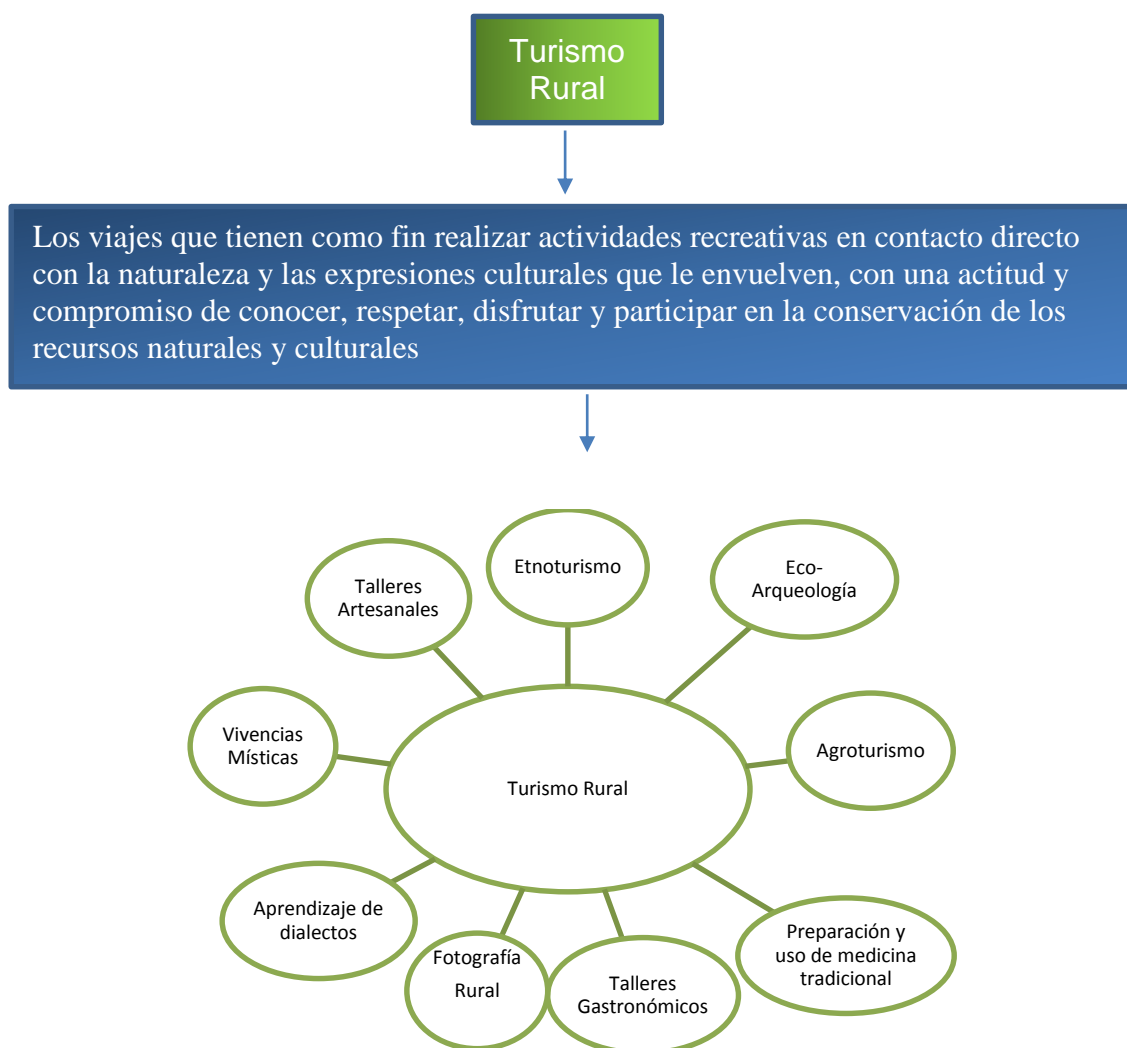 Turismo
Rural
Los viajes que tienen como fin realizar actividades recreativas en contacto directo
con la naturaleza y las expresiones culturales que le envuelven, con una actitud y
compromiso de conocer, respetar, disfrutar y participar en la conservación de los
recursos naturales y culturales
Etnoturismo
Eco-
Arqueología
Talleres
Artesanales
Vivencias
Místicas
Agroturismo
Turismo Rural
Aprendizaje de
dialectos
Fotografía
Rural
Talleres
Gastronómicos
Preparación y
uso de medicina
tradicional